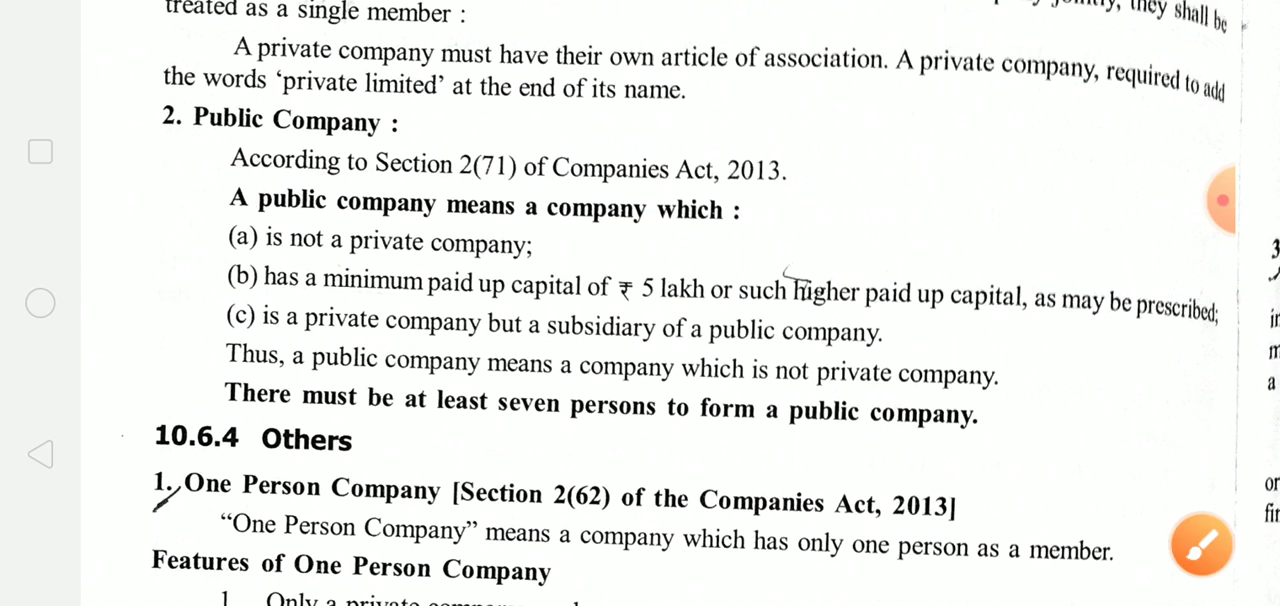 treated as a single member :
they shall be
A private company must have their own article of association. A private company, required to add
the words ‘private limited’ at the end of its name.
2. Public Company :
According to Section 2(71) of Companies Act, 2013.
A public company means a company which :
(a) is not a private company;
(b) has a minimum paid up capital of ₹ 5 lakh or such higher paid up capital, as may be prescribed;
(c) is a private company but a subsidiary of a public company.
Thus, a public company means a company which is not private company.
There must be at least seven persons to form a public company.
10.6.4 Others
1. One Person Company [Section 2(62) of the Companies Act, 2013]
“One Person Company” means a company which has only one person as a member.
Features of One Person Company
1 Only a private
3
a
or